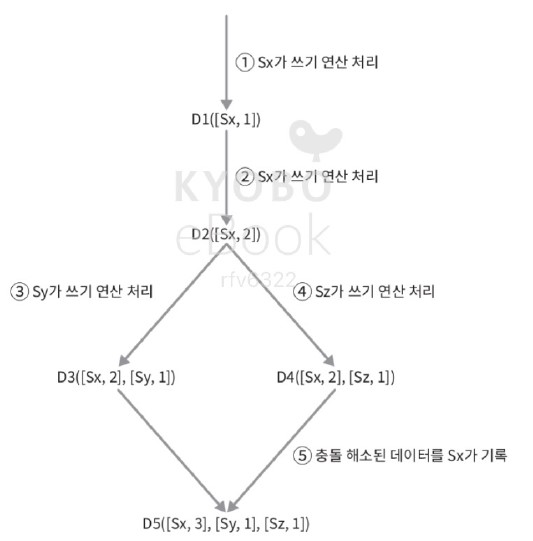 ① Sx가 쓰기 연산 처리
D1([Sx, 1])
② Sx가 쓰기 연산 처리
KYOBO
eBook
D2([Sx, 2])
rfv6322
③ Sy가 쓰기 연산 처리
④ Sz가 쓰기 연산 처리
D3([Sx, 2], [Sy, 1])
D4([Sx, 2], [Sz, 1])
⑤ 충돌 해소된 데이터를 Sx가 기록
D5([Sx, 3], [Sy, 1], [Sz, 1])